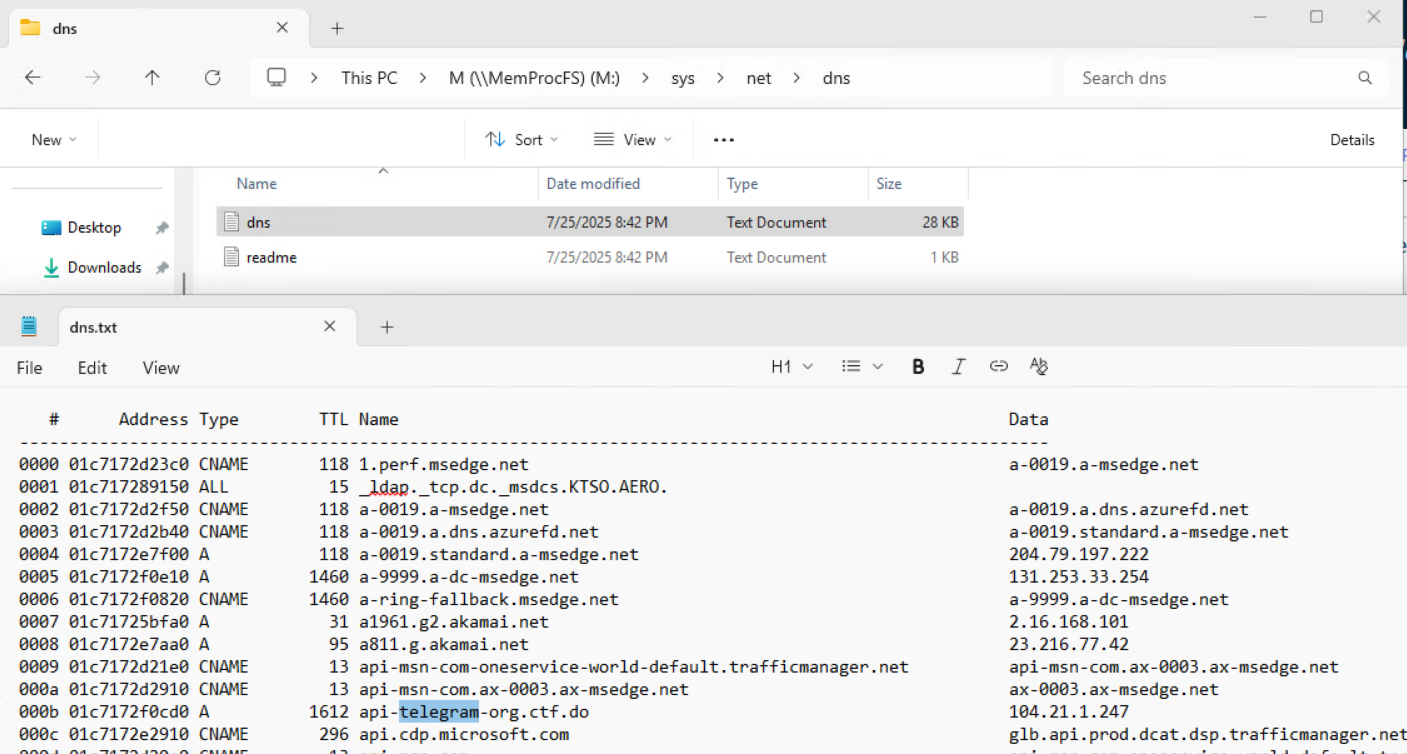 dns
This PC > M (\\MemProcFS) (M:) > sys > net > dns
Search dns
New
Sort
View
Details
Name Date modified Type Size
Desktop
Downloads
dns 7/25/2025 8:42 PM Text Document 28 KB
readme 7/25/2025 8:42 PM Text Document 1 KB
dns.txt
File Edit View
H1 B I
# Address Type TTL Name Data
--------------------------------------------------------------------------------------------------------
0000 01c7172d23c0 CNAME 118 1.perf.msedge.net a-0019.a-msedge.net
0001 01c717289150 ALL 15 _ldap._tcp.dc._msdcs.KTSO.AERO.
0002 01c7172d2f50 CNAME 118 a-0019.a-msedge.net a-0019.a.dns.azurefd.net
0003 01c7172d2b40 CNAME 118 a-0019.a.dns.azurefd.net a-0019.standard.a-msedge.net
0004 01c7172e7f00 A 118 a-0019.standard.a-msedge.net 204.79.197.222
0005 01c7172f0e10 A 1460 a-9999.a-dc-msedge.net 131.253.33.254
0006 01c7172f0820 CNAME 1460 a-ring-fallback.msedge.net a-9999.a-dc-msedge.net
0007 01c71725bfa0 A 31 a1961.g2.akamai.net 2.16.168.101
0008 01c7172e7aa0 A 95 a811.g.akamai.net 23.216.77.42
0009 01c7172d21e0 CNAME 13 api-msn-com-oneservice-world-default.trafficmanager.net api-msn-com.ax-0003.ax-msedge.net
000a 01c7172d2910 CNAME 13 api-msn-com.ax-0003.ax-msedge.net ax-0003.ax-msedge.net
000b 01c7172f0cd0 A 1612 api-telegram-org.ctf.do 104.21.1.247
000c 01c7172e2910 CNAME 296 api.cdp.microsoft.com glb.api.prod.dcat.dsp.trafficmanager.net